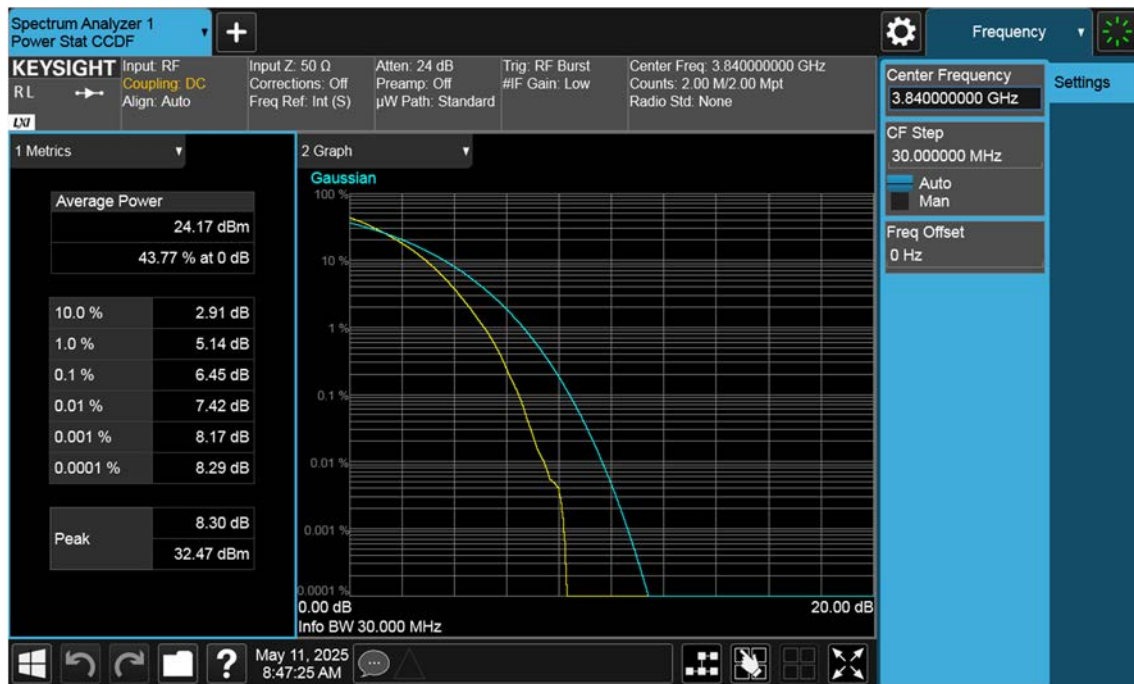 Spectrum Analyzer 1
Power Stat CCDF
Frequency
KEYSIGHT
R L
LXI
Input: RF
Coupling: DC
Align: Auto
Input Z: 50 Ω
Corrections: Off
Freq Ref: Int (S)
Atten: 24 dB
Preamp: Off
µW Path: Standard
Trig: RF Burst
#IF Gain: Low
Center Freq: 3.840000000 GHz
Counts: 2.00 M/2.00 Mpt
Radio Std: None
Center Frequency
3.840000000 GHz
Settings
CF Step
30.000000 MHz
Auto
Man
Freq Offset
0 Hz
1 Metrics
Average Power
24.17 dBm
43.77 % at 0 dB
10.0 % 2.91 dB
1.0 % 5.14 dB
0.1 % 6.45 dB
0.01 % 7.42 dB
0.001 % 8.17 dB
0.0001 % 8.29 dB
Peak
8.30 dB
32.47 dBm
2 Graph
Gaussian
100 %
10 %
1 %
0.1 %
0.01 %
0.001 %
0.0001 %
0.00 dB 20.00 dB
Info BW 30.000 MHz
?
May 11, 2025
8:47:25 AM